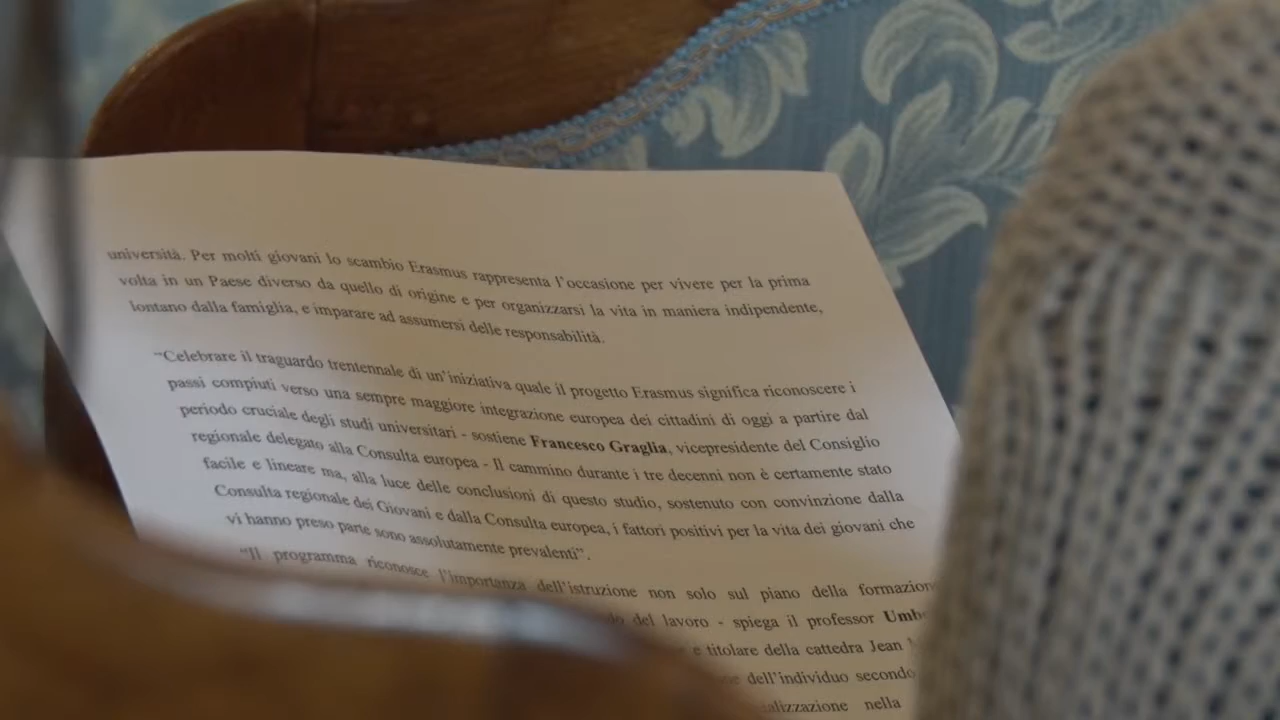 università. Per molti giovani lo scambio Erasmus rappresenta l'occasione per vivere per la prima
volta in un Paese diverso da quello di origine e per organizzarsi la vita in maniera indipendente,
lontano dalla famiglia, e imparare ad assumersi delle responsabilità.
“Celebrare il traguardo trentennale di un'iniziativa quale il progetto Erasmus significa riconoscere i
passi compiuti verso una sempre maggiore integrazione europea dei cittadini di oggi a partire dal
periodo cruciale degli studi universitari - sostiene Francesco Graglia, vicepresidente del Consiglio
regionale delegato alla Consulta europea - Il cammino durante i tre decenni non è certamente stato
facile e lineare ma, alla luce delle conclusioni di questo studio, sostenuto con convinzione dalla
Consulta regionale dei Giovani e dalla Consulta europea, i fattori positivi per la vita dei giovani che
vi hanno preso parte sono assolutamente prevalenti”.
“Il programma riconosce l'importanza dell'istruzione non solo sul piano della formazione
del lavoro - spiega il professor
e titolare della cattedra Jean
dell'individuo secondo
nella